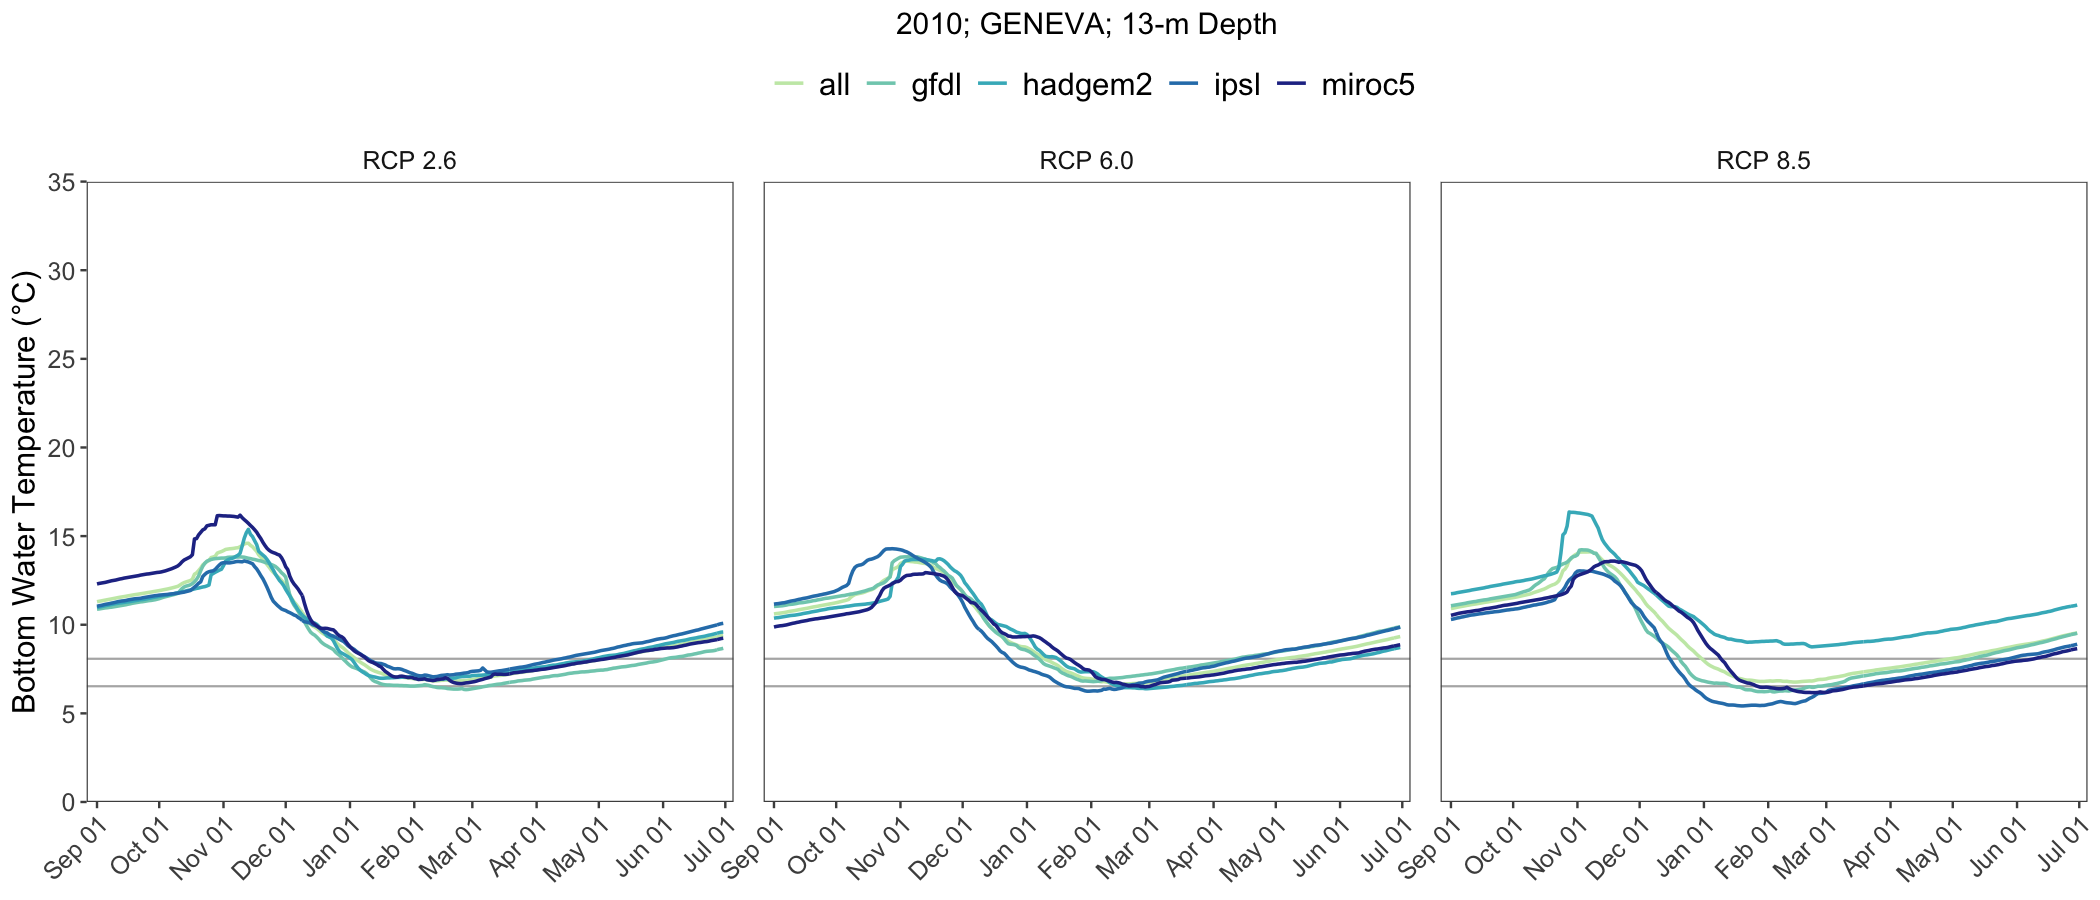 2010; GENEVA; 13-m Depth
all gfdl hadgem2 ipsl miroc5
RCP 2.6 RCP 6.0 RCP 8.5
Bottom Water Temperature (°C)
35
30
25
20
15
10
5
0
Sep 01 Oct 01 Nov 01 Dec 01 Jan 01 Feb 01 Mar 01 Apr 01 May 01 Jun 01 Jul 01
Sep 01 Oct 01 Nov 01 Dec 01 Jan 01 Feb 01 Mar 01 Apr 01 May 01 Jun 01 Jul 01
Sep 01 Oct 01 Nov 01 Dec 01 Jan 01 Feb 01 Mar 01 Apr 01 May 01 Jun 01 Jul 01